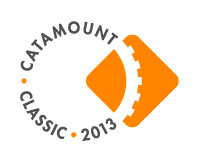 • CATAMOUNT
CLASSIC • 2013